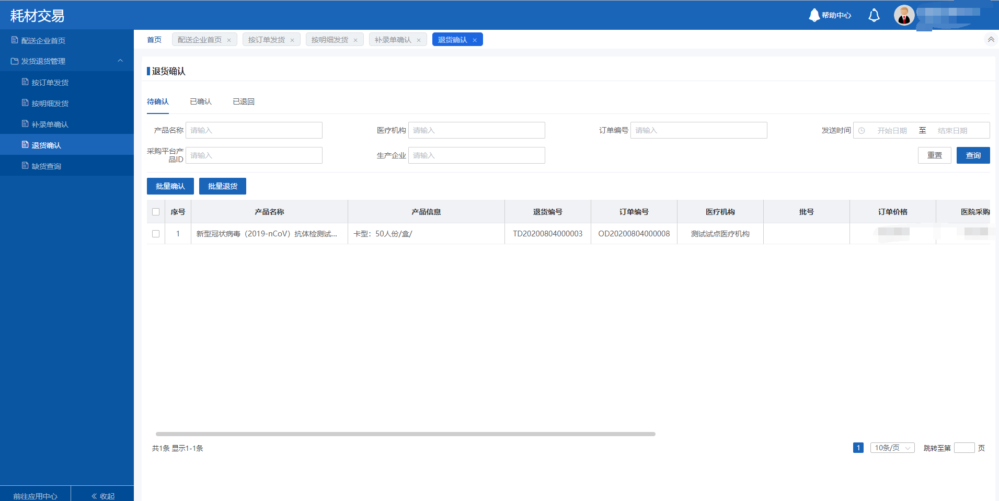 耗材交易
帮助中心
配送企业首页
发货退货管理
按订单发货
按明细发货
补录单确认
退货确认
缺货查询
前往应用中心
收起
首页 配送企业首页 × 按订单发货 × 按明细发货 × 补录单确认 × 退货确认 ×
退货确认
待确认 已确认 已退回
产品名称 请输入 医疗机构 请输入 订单编号 请输入 发送时间 开始日期 至 结束日期
采购平台产品ID 请输入 生产企业 请输入 重置 查询
批量确认 批量退货
序号 产品名称 产品信息 退货编号 订单编号 医疗机构 批号 订单价格 医院采购
1 新型冠状病毒（2019-nCoV）抗体检测试... 卡型：50人份/盒/ TD20200804000003 OD20200804000008 测试试点医疗机构
共1条 显示1-1条 1 10条/页 跳转至第 页